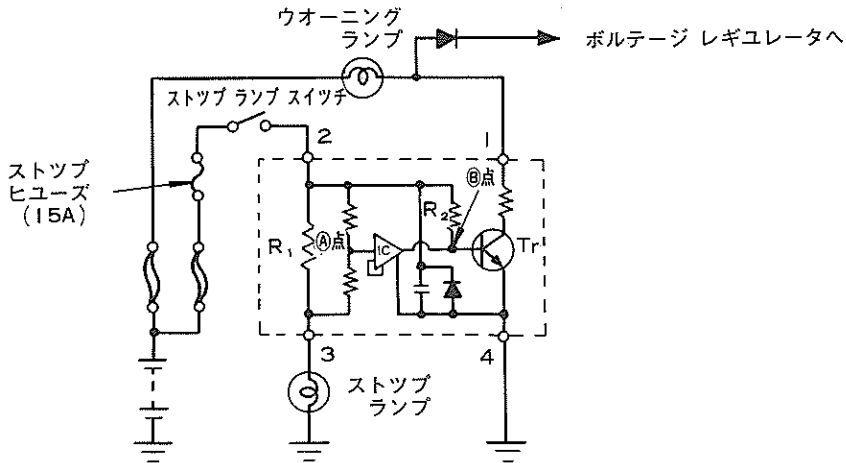 ウオーニング
ランプ
ボルテージ レギユレータへ
ストツプ ランプ スイツチ
2
1
ストツプ
ヒユーズ
(15A)
Ⓑ点
R₂
R₁
Ⓐ点
IC
Tr
3
4
ストツプ
ランプ